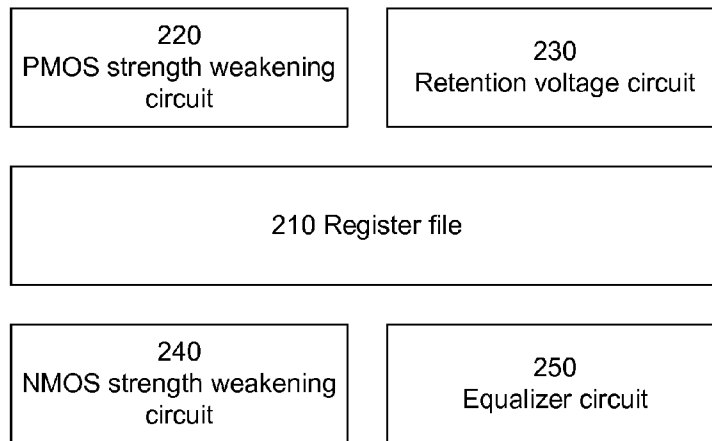 220
PMOS strength weakening
circuit
230
Retention voltage circuit
210 Register file
240
NMOS strength weakening
circuit
250
Equalizer circuit